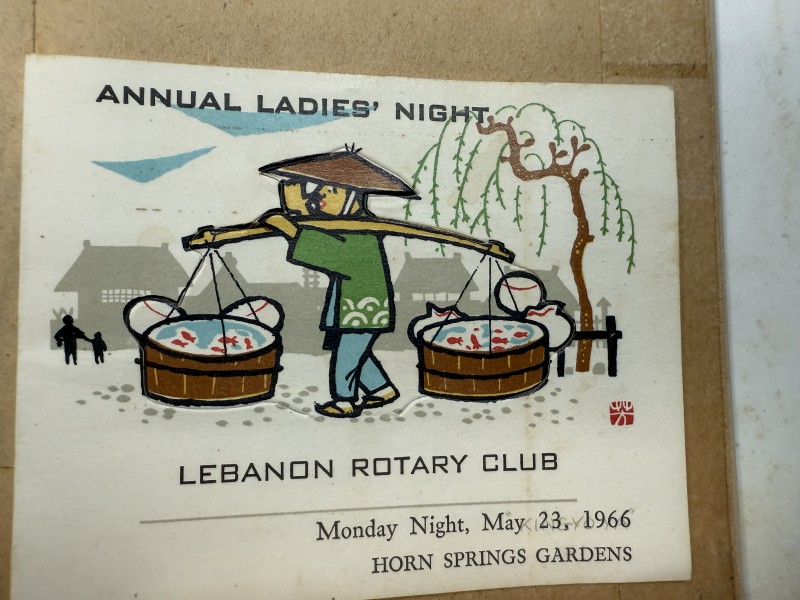 ANNUAL LADIES' NIGHT
LEBANON ROTARY CLUB
Monday Night, May 23, 1966
HORN SPRINGS GARDENS